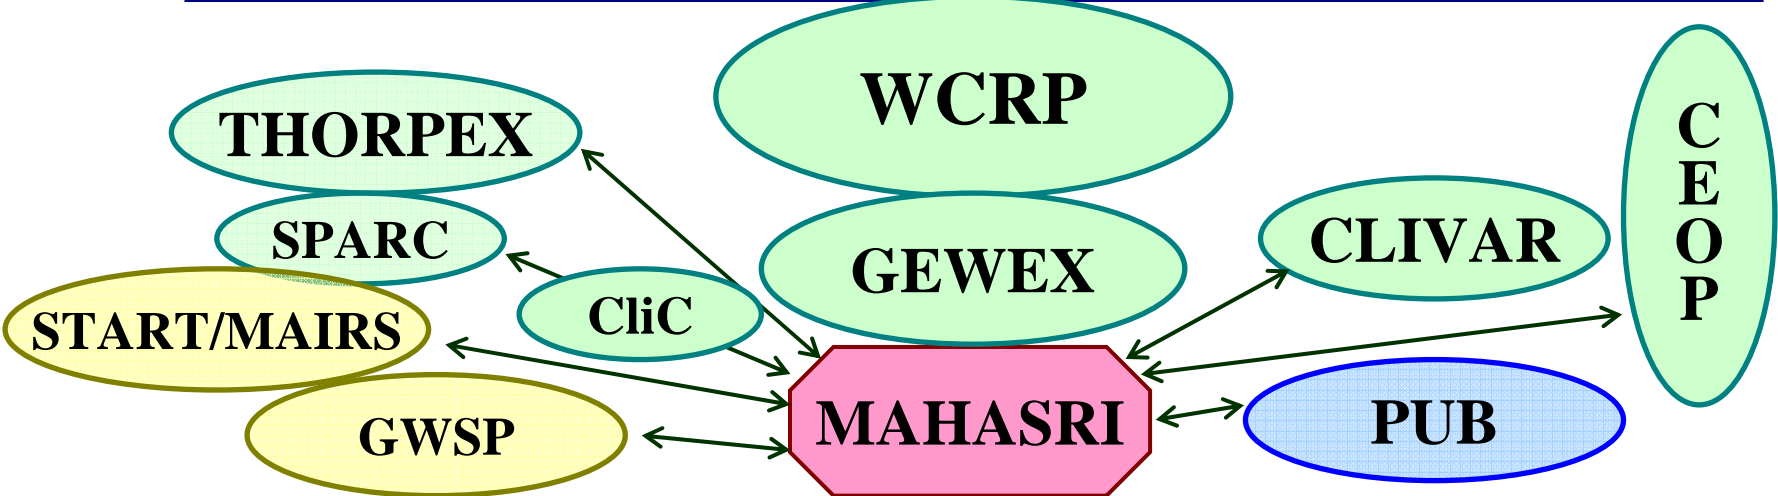 WCRP
THORPEX
SPARC
GEWEX
CLIVAR
C
E
O
P
START/MAIRS
CliC
GWSP
MAHASRI
PUB